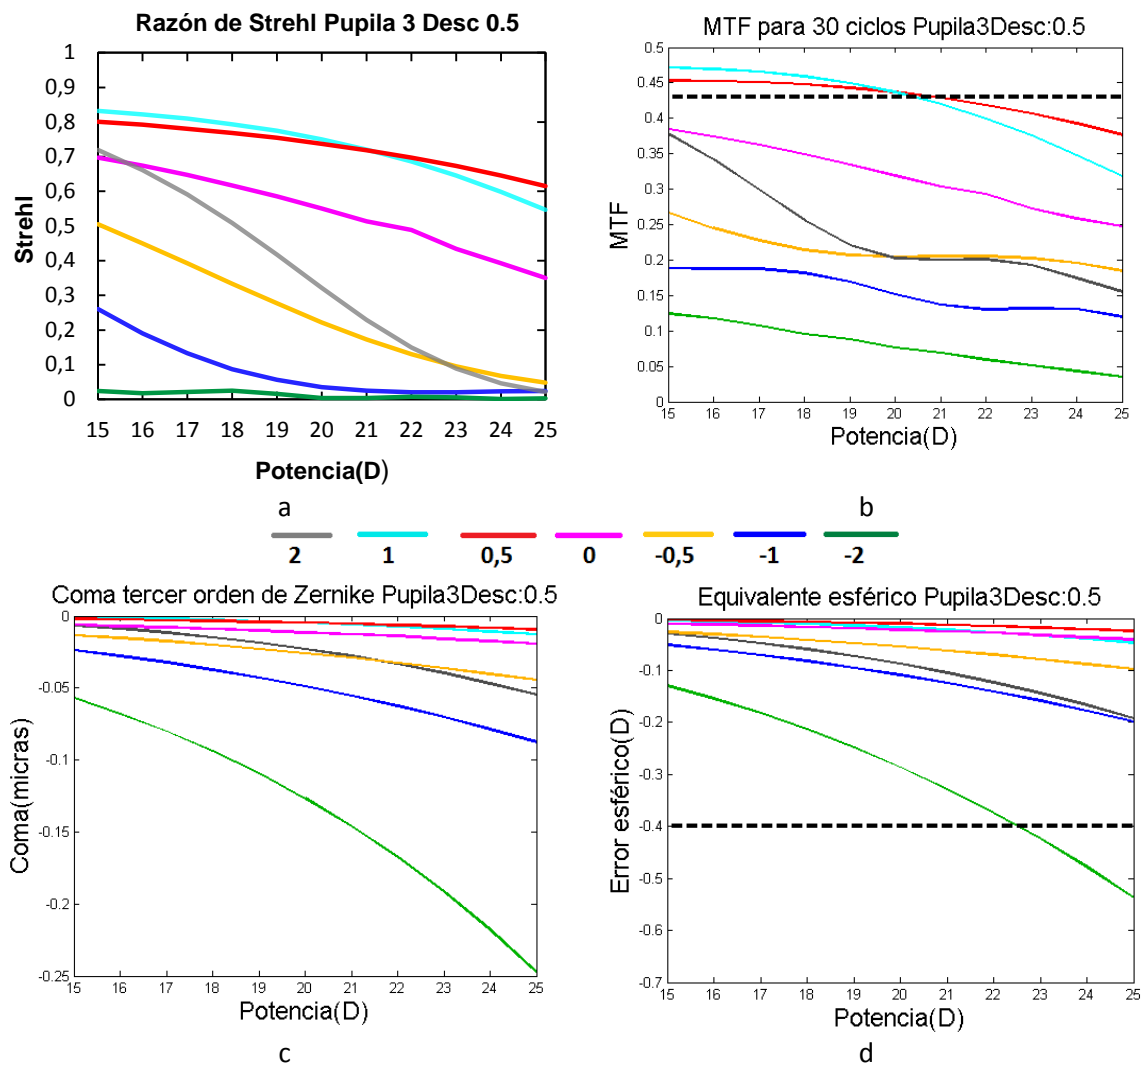 Razón de Strehl Pupila 3 Desc 0.5
1
0,9
0,8
0,7
0,6
0,5
0,4
0,3
0,2
0,1
0
Strehl
15 16 17 18 19 20 21 22 23 24 25
Potencia(D)
a
MTF para 30 ciclos Pupila3Desc:0.5
0.5
0.45
0.4
0.35
0.3
0.25
0.2
0.15
0.1
0.05
0
MTF
15 16 17 18 19 20 21 22 23 24 25
Potencia(D)
b
2 1 0,5 0 -0,5 -1 -2
Coma tercer orden de Zernike Pupila3Desc:0.5
0
-0.05
-0.1
-0.15
-0.2
-0.25
Coma(micras)
15 16 17 18 19 20 21 22 23 24 25
Potencia(D)
c
Equivalente esférico Pupila3Desc:0.5
0
-0.1
-0.2
-0.3
-0.4
-0.5
-0.6
-0.7
Error esférico(D)
15 16 17 18 19 20 21 22 23 24 25
Potencia(D)
d